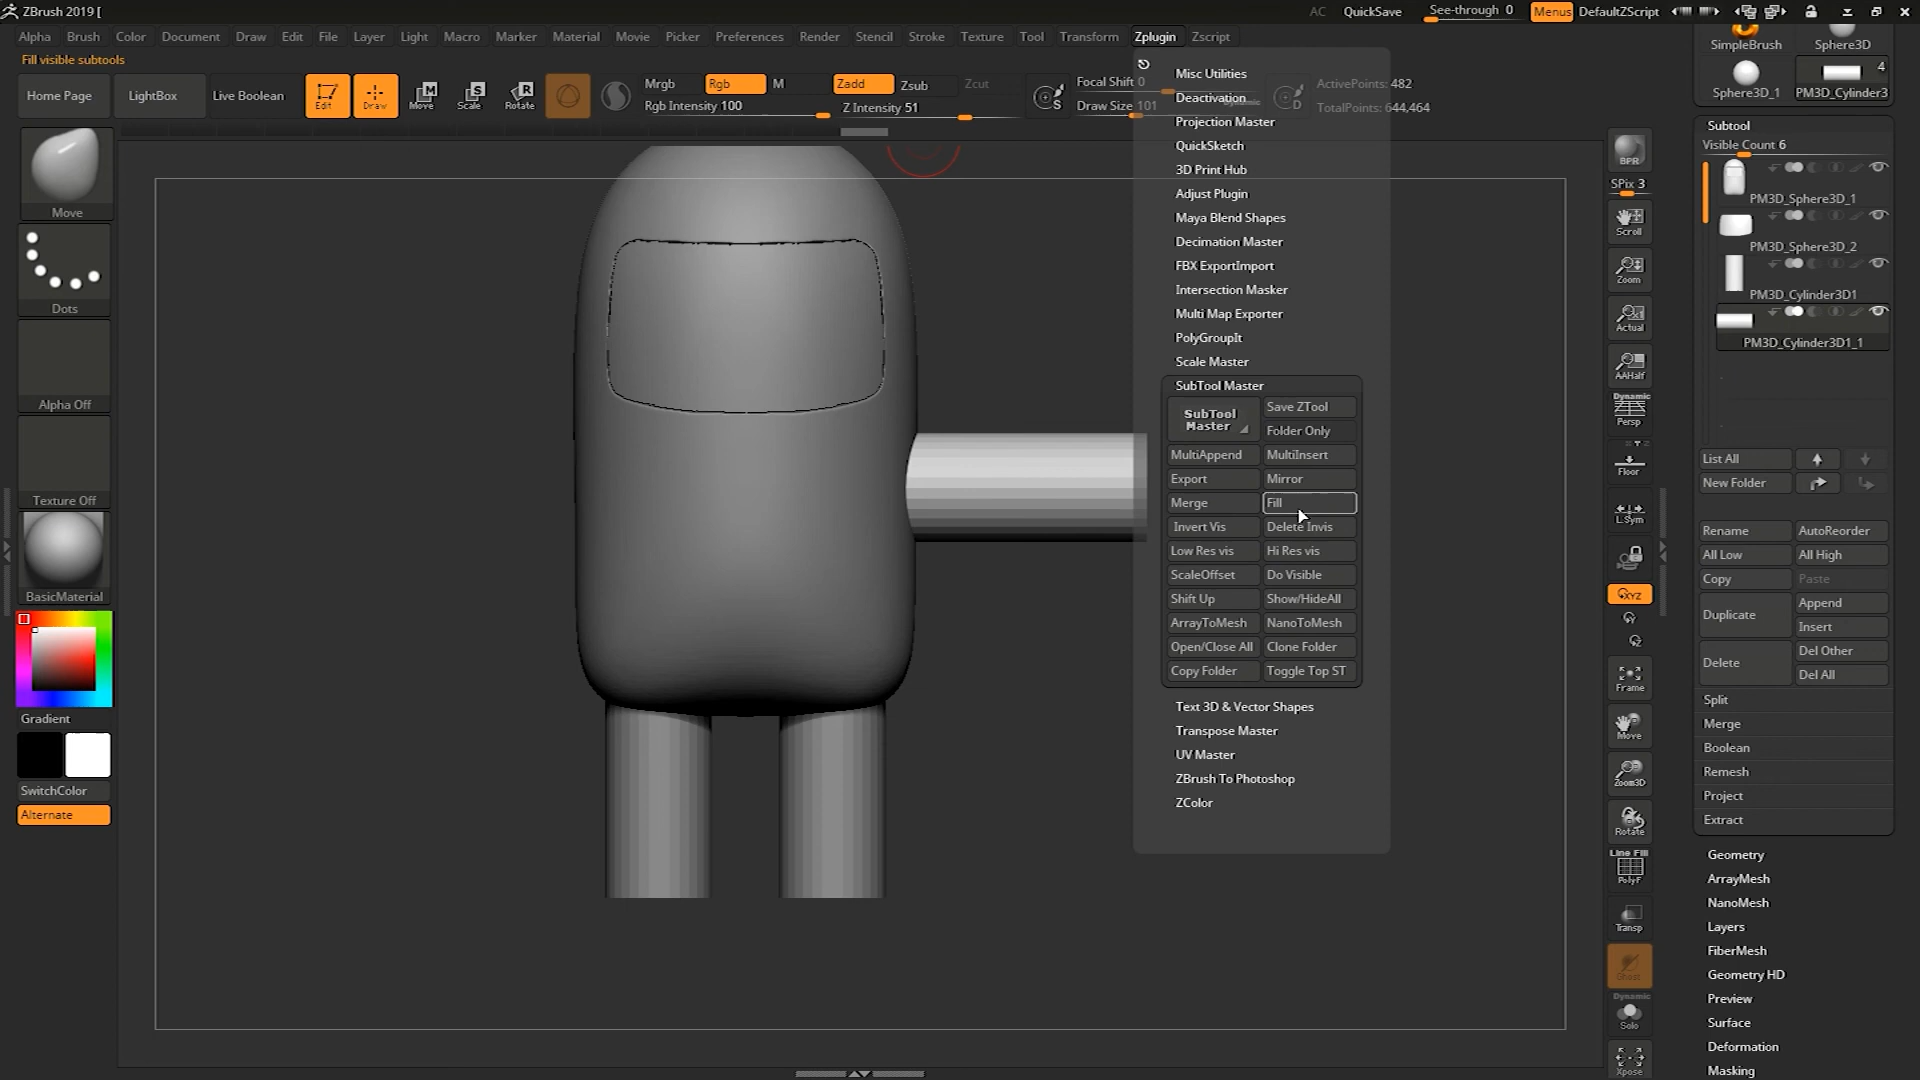 ZBrush 2019 [
AC QuickSave See-through 0 Menus DefaultZScript
Alpha Brush Color Document Draw Edit File Layer Light Macro Marker Material Movie Picker Preferences Render Stencil Stroke Texture Tool Transform Zplugin Zscript
Fill visible subtools
Home Page LightBox Live Boolean Edit Draw Move Scale Rotate
Mrgb Rgb M Zadd Zsub Zcut Focal Shift 0
Rgb Intensity 100 Z Intensity 51 Draw Size 101 Dynamic
S D ActivePoints: 482
TotalPoints: 644,464
Move
Dots
Alpha Off
Texture Off
BasicMaterial
Gradient
SwitchColor
Alternate
Misc Utilities
Deactivation
Projection Master
QuickSketch
3D Print Hub
Adjust Plugin
Maya Blend Shapes
Decimation Master
FBX ExportImport
Intersection Masker
Multi Map Exporter
PolyGroupIt
Scale Master
SubTool Master
SubTool Master Save ZTool
Folder Only
MultiAppend MultiInsert
Export Mirror
Merge Fill
Invert Vis Delete Invis
Low Res vis Hi Res vis
ScaleOffset Do Visible
Shift Up Show/HideAll
ArrayToMesh NanoToMesh
Open/Close All Clone Folder
Copy Folder Toggle Top ST
Text 3D & Vector Shapes
Transpose Master
UV Master
ZBrush To Photoshop
ZColor
BPR
SPix 3
Scroll
Zoom
Actual
AAHalf
Dynamic
Persp
Floor
L.Sym
XYZ
Frame
Move
Zoom3D
Rotate
Line Fill
PolyF
Transp
Ghost
Dynamic
Solo
Xpose
SimpleBrush Sphere3D
4
Sphere3D_1 PM3D_Cylinder3
Subtool
Visible Count 6
PM3D_Sphere3D_1
PM3D_Sphere3D_2
PM3D_Cylinder3D1
PM3D_Cylinder3D1_1
List All
New Folder
Rename AutoReorder
All Low All High
Copy Paste
Duplicate Append
Insert
Delete Del Other
Del All
Split
Merge
Boolean
Remesh
Project
Extract
Geometry
ArrayMesh
NanoMesh
Layers
FiberMesh
Geometry HD
Preview
Surface
Deformation
Masking